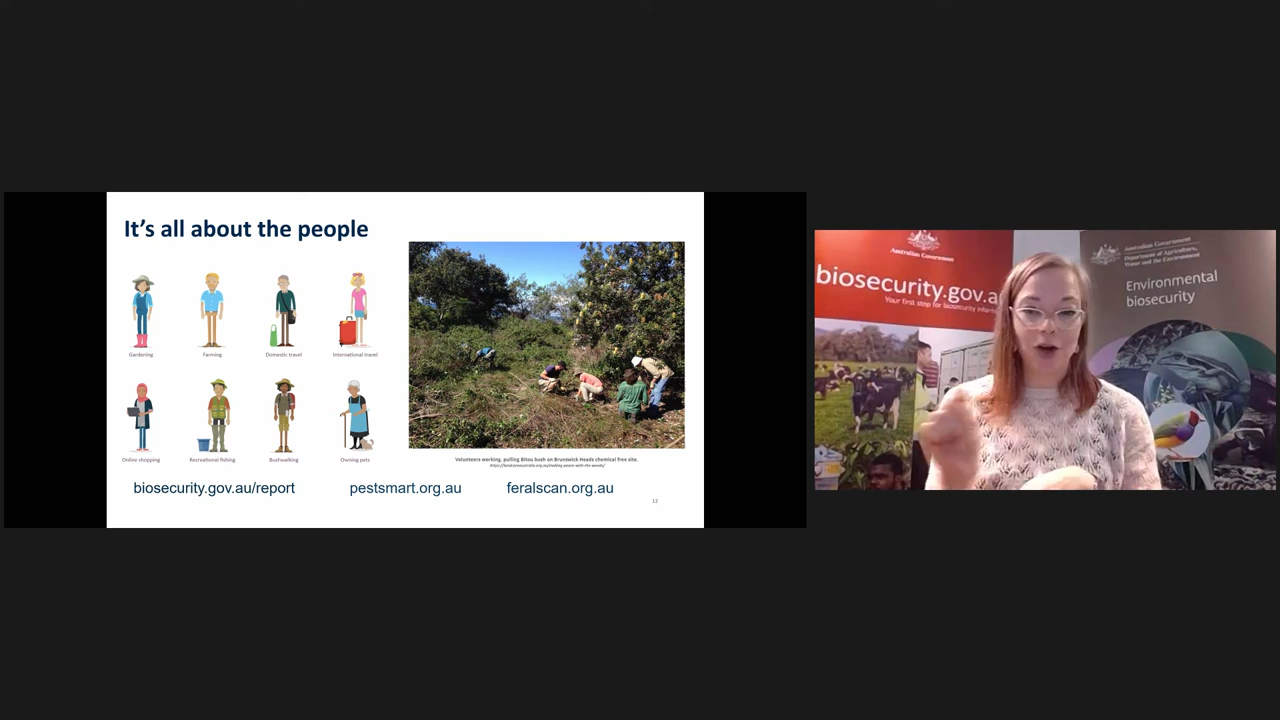 It's all about the people
Gardening
Farming
Domestic travel
International travel
Online shopping
Recreational fishing
Bushwalking
Owning pets
Volunteers working, pulling Bitou bush on Brunswick Heads chemical free site.
biosecurity.gov.au/report
pestsmart.org.au
feralscan.org.au
12
Australian Government
biosecurity.gov.a
Your first stop for biosecurity inform
Australian Government
Department of Agriculture,
Water and the Environment
Environmental
biosecurity